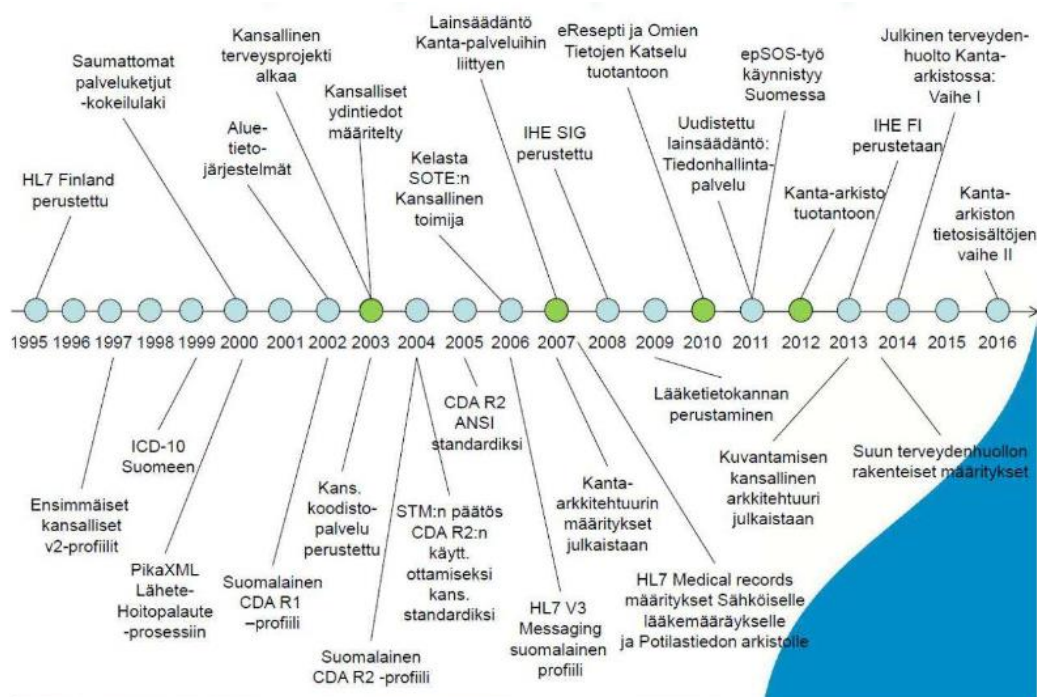 HL7 Finland
perustettu
Saumattomat
palveluketjut
-kokeilulaki
Alue-
tieto-
järjestelmät
Kansallinen
terveysprojekti
alkaa
Kansalliset
ydintiedot
määritelty
Kelasta
SOTE:n
Kansallinen
toimija
Lainsäädäntö
Kanta-palveluihin
liittyen
IHE SIG
perustettu
eResepti ja Omien
Tietojen Katselu
tuotantoon
Uudistettu
lainsäädäntö:
Tiedonhallinta-
palvelu
epSOS-työ
käynnistyy
Suomessa
Kanta-arkisto
tuotantoon
IHE FI
perustetaan
Julkinen terveyden-
huolto Kanta-
arkistossa:
Vaihe I
Kanta-
arkiston
tietosisältöjen
vaihe II
1995 1996 1997 1998 1999 2000 2001 2002 2003 2004 2005 2006 2007 2008 2009 2010 2011 2012 2013 2014 2015 2016
Ensimmäiset
kansalliset
v2-profiilit
ICD-10
Suomeen
PikaXML
Lähete-
Hoitopalaute
-prosessiin
Suomalainen
CDA R1
–profiili
Kans.
koodisto-
palvelu
perustettu
Suomalainen
CDA R2 -profiili
STM:n päätös
CDA R2:n
käytt.
ottamiseksi
kans.
standardiksi
CDA R2
ANSI
standardiksi
HL7 V3
Messaging
suomalainen
profiili
Kanta-
arkkitehtuurin
määritykset
julkaistaan
HL7 Medical records
määritykset Sähköiselle
lääkemääräykselle
ja Potilastiedon arkistolle
Lääketietokannan
perustaminen
Kuvantamisen
kansallinen
arkkitehtuuri
julkaistaan
Suun terveydenhuollon
rakenteiset määritykset